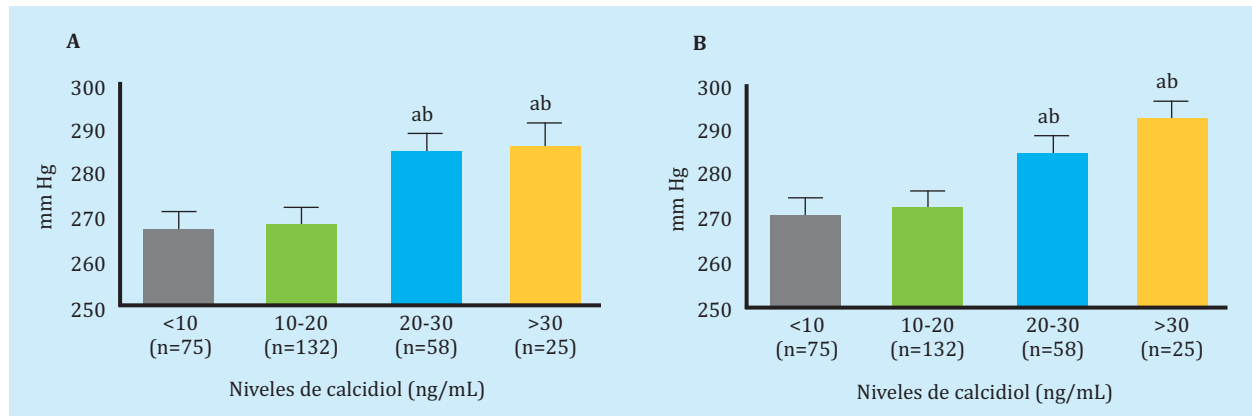 A
mm Hg
300
290
280
270
260
250
ab
ab
<10
(n=75)
10-20
(n=132)
20-30
(n=58)
>30
(n=25)
Niveles de calcidiol (ng/mL)
B
mm Hg
300
290
280
270
260
250
ab
ab
<10
(n=75)
10-20
(n=132)
20-30
(n=58)
>30
(n=25)
Niveles de calcidiol (ng/mL)